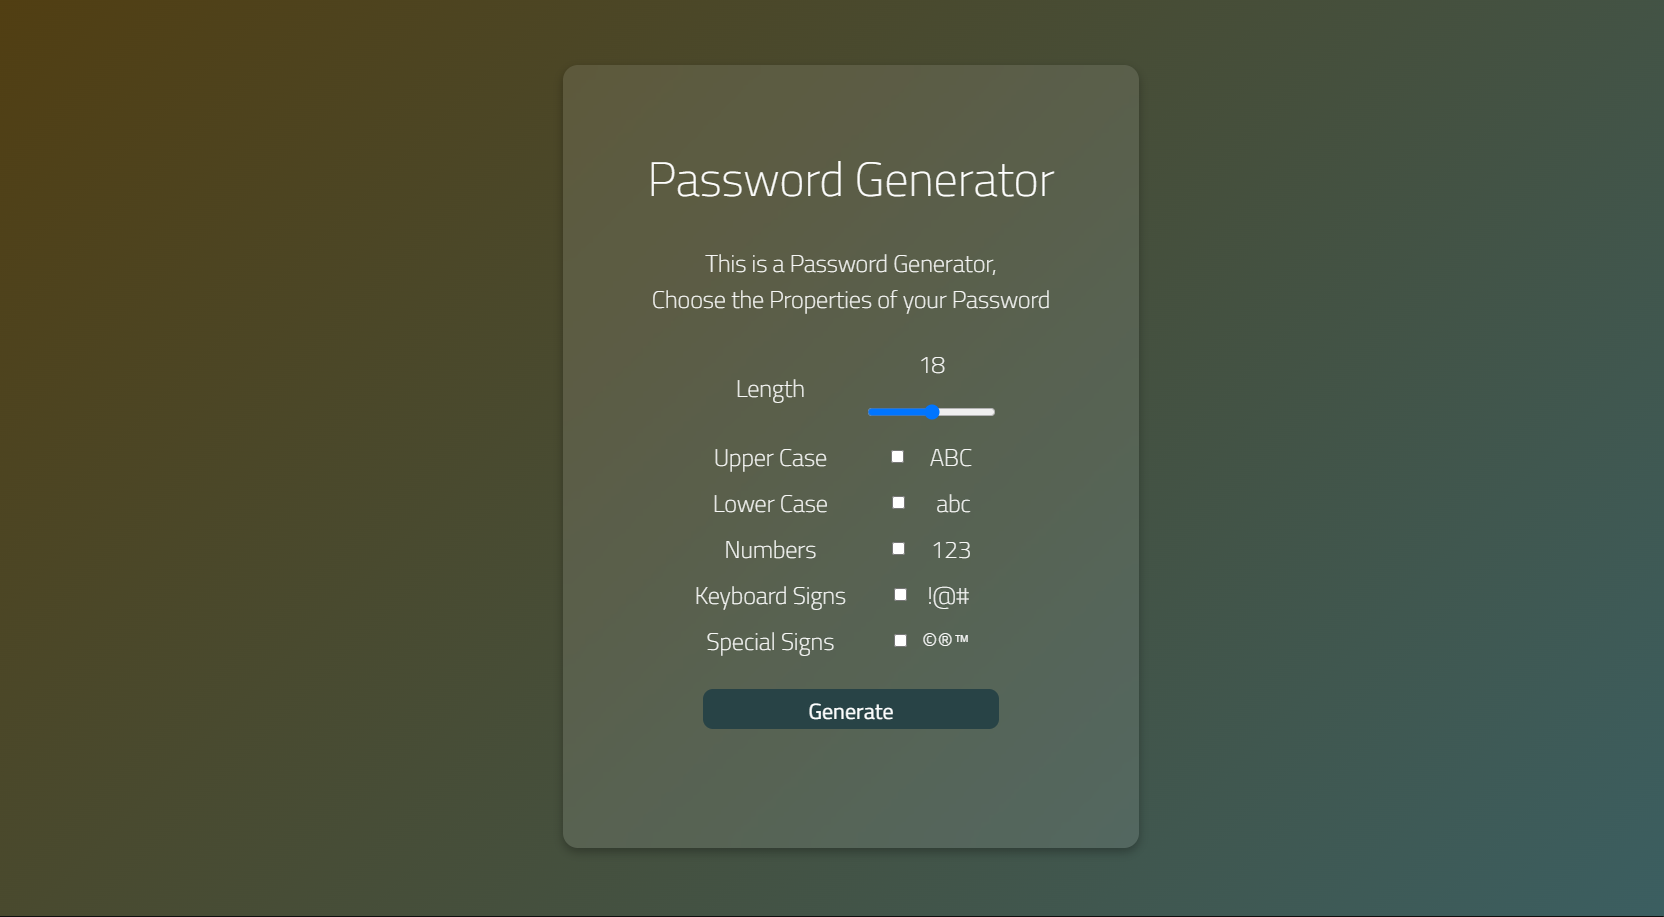 Password Generator
This is a Password Generator,
Choose the Properties of your Password
18
Length
Upper Case ABC
Lower Case abc
Numbers 123
Keyboard Signs !@#
Special Signs ©®™
Generate